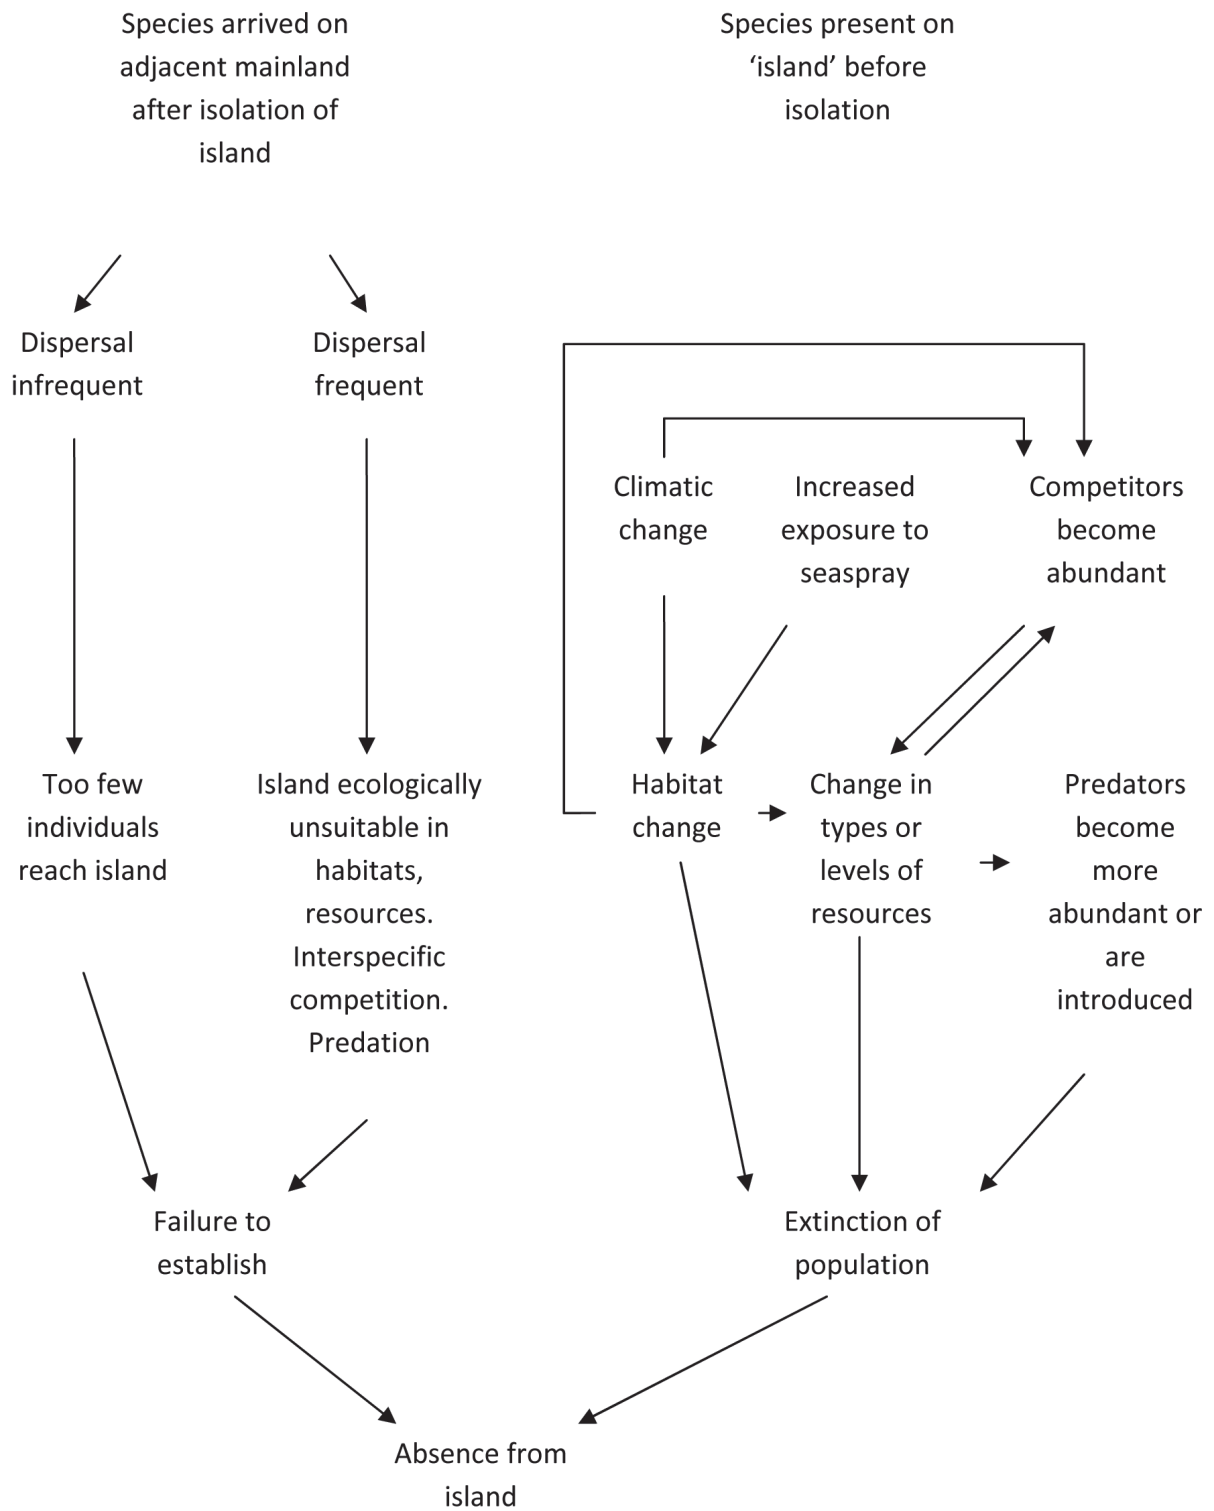 Species arrived on
adjacent mainland
after isolation of
island
Species present on
‘island’ before
isolation
Dispersal
infrequent
Dispersal
frequent
Climatic
change
Increased
exposure to
seaspray
Competitors
become
abundant
Too few
individuals
reach island
Island ecologically
unsuitable in
habitats,
resources.
Interspecific
competition.
Predation
Habitat
change
Change in
types or
levels of
resources
Predators
become
more
abundant or
are
introduced
Failure to
establish
Extinction of
population
Absence from
island